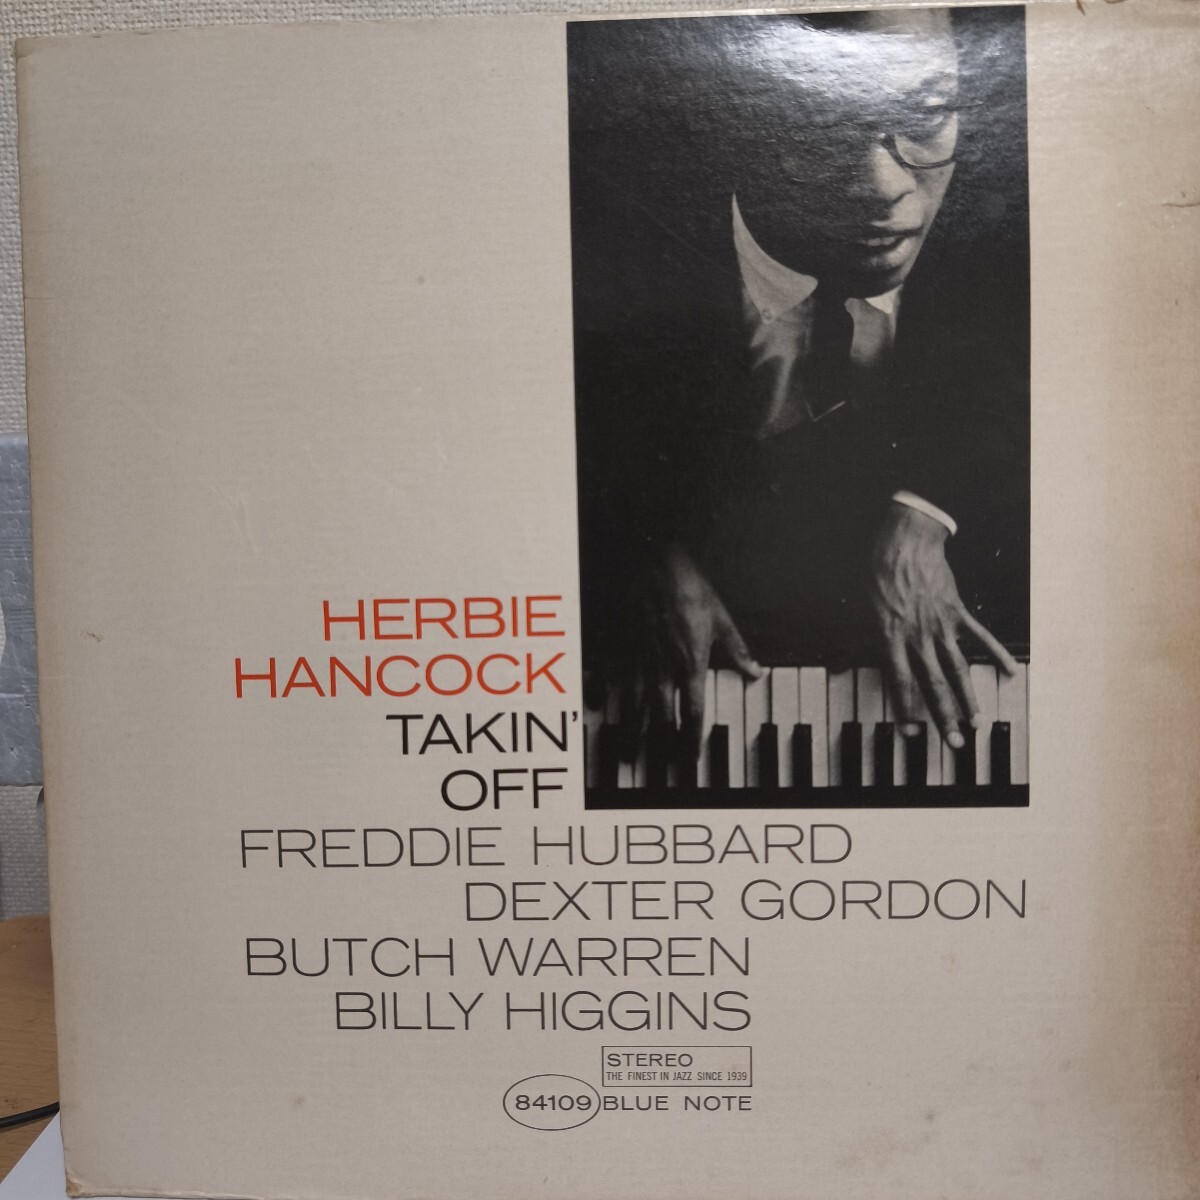 HERBIE
HANCOCK
TAKIN'
OFF
FREDDIE HUBBARD
DEXTER GORDON
BUTCH WARREN
BILLY HIGGINS
STEREO
THE FINEST IN JAZZ SINCE 1939
84109 BLUE NOTE